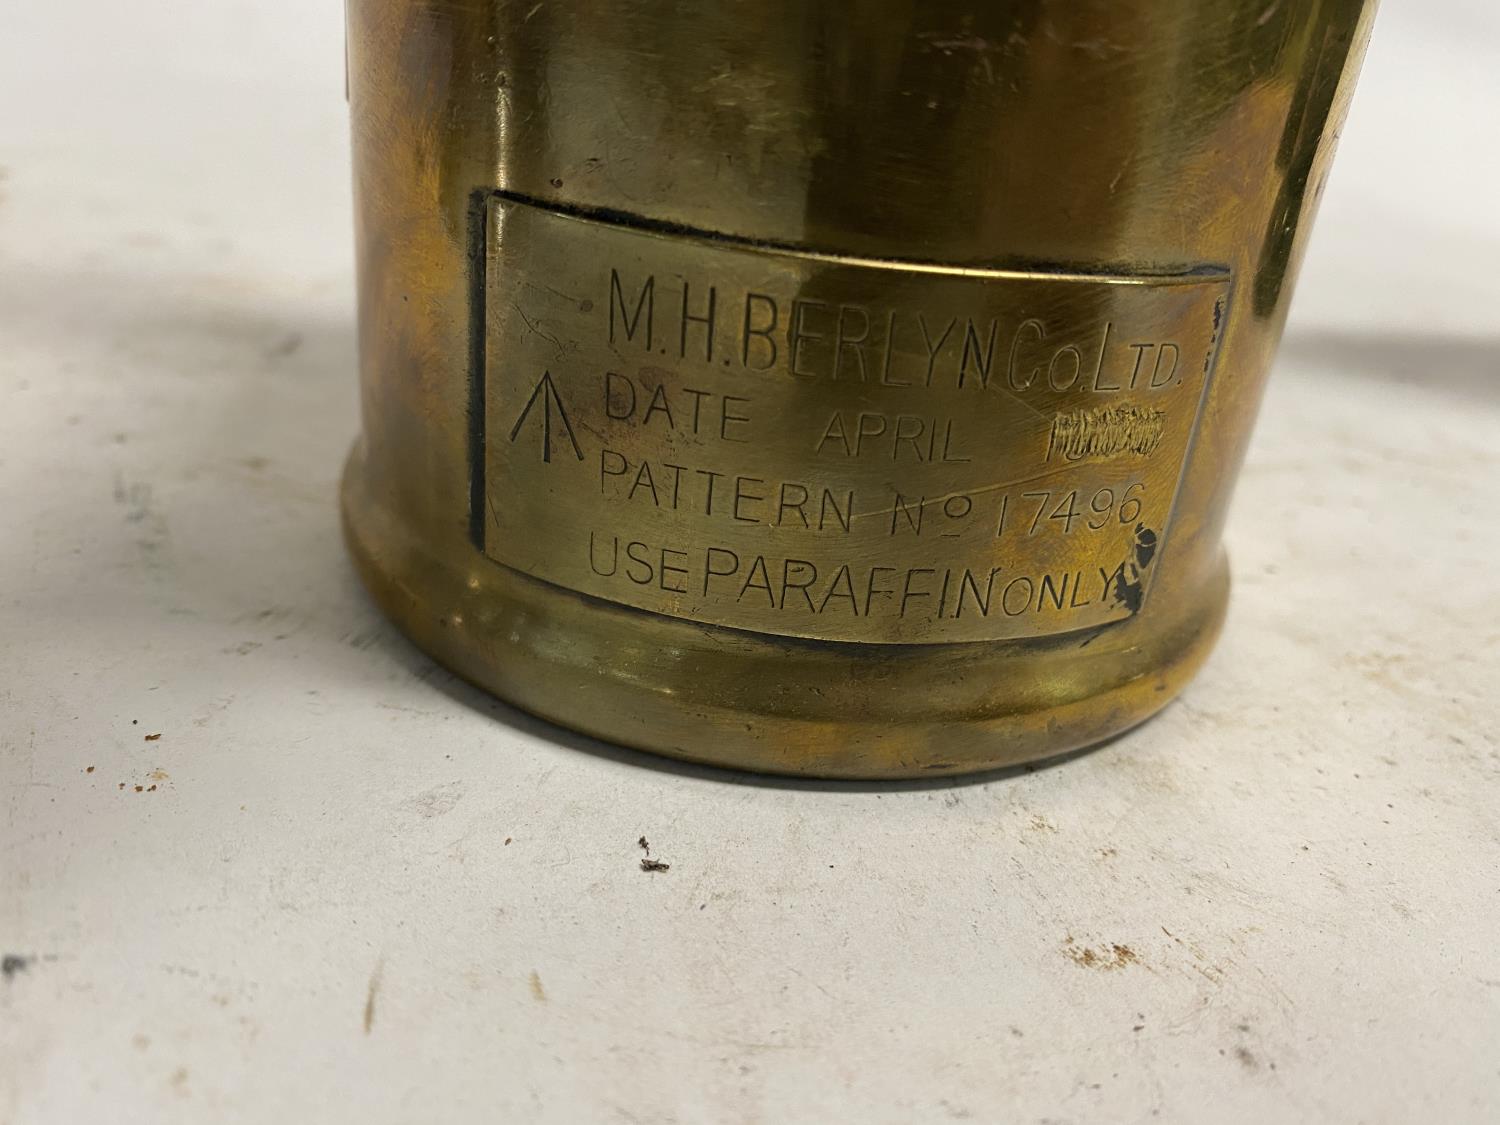 M.H.BERLYN Co.LTD.
DATE APRIL
PATTERN No 17496
USE PARAFFIN ONLY